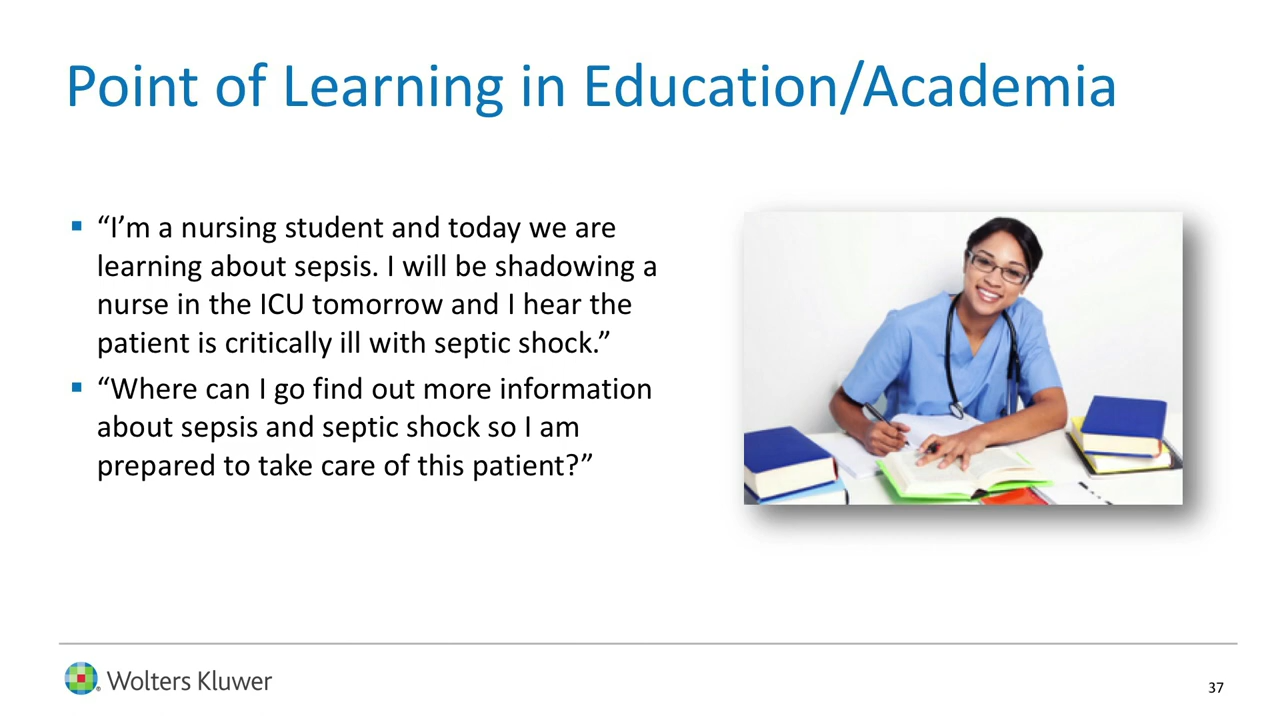 Point of Learning in Education/Academia
“I’m a nursing student and today we are
learning about sepsis. I will be shadowing a
nurse in the ICU tomorrow and I hear the
patient is critically ill with septic shock.”
“Where can I go find out more information
about sepsis and septic shock so I am
prepared to take care of this patient?”
Wolters Kluwer
37